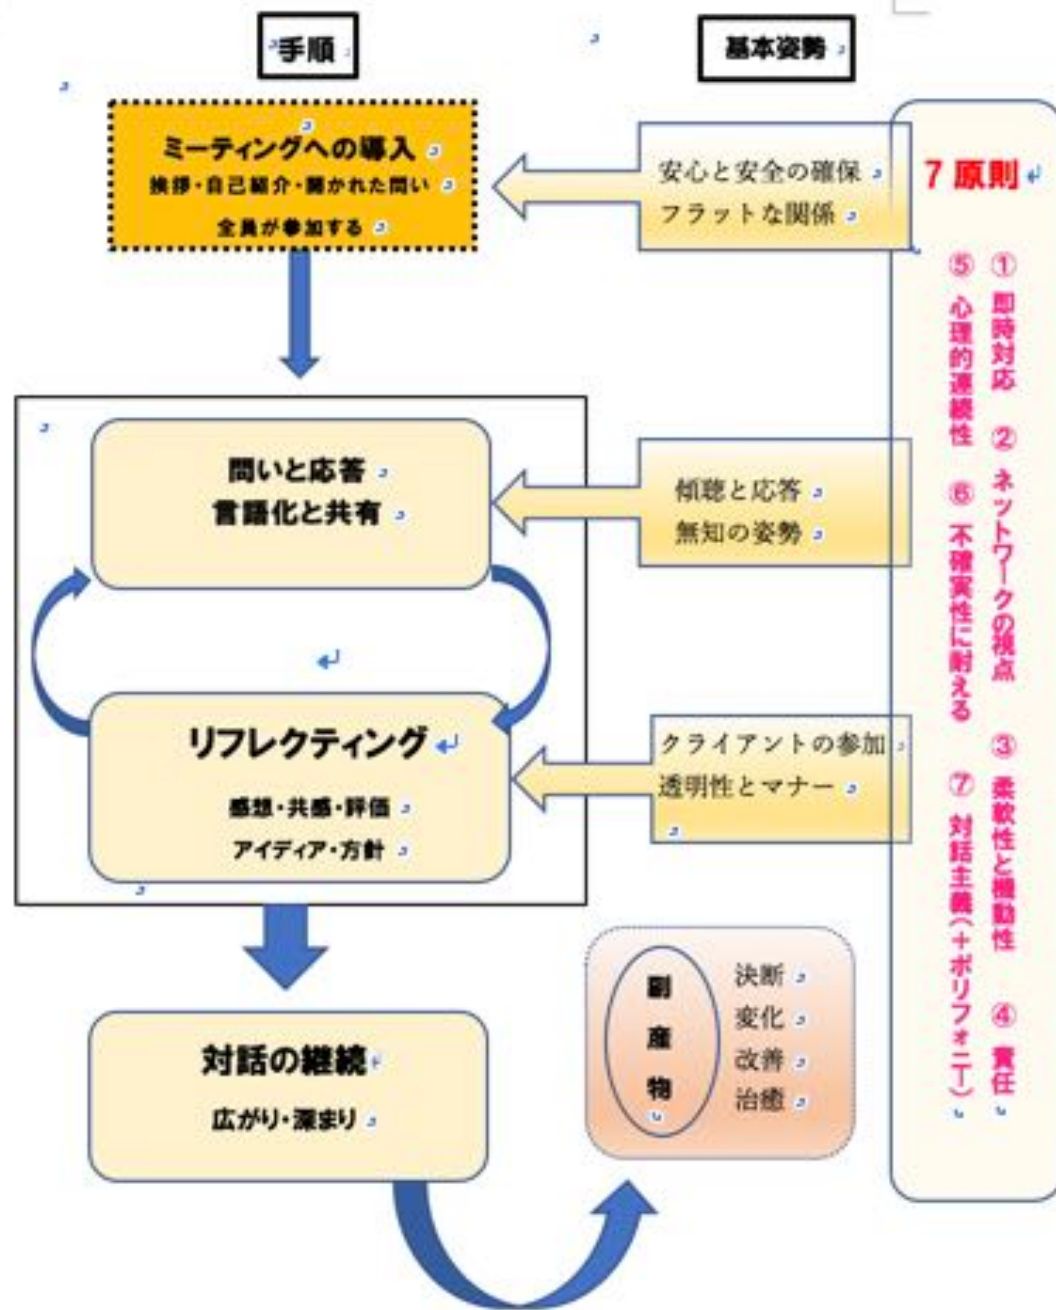 手順
基本姿勢
ミーティングへの導入
挨拶・自己紹介・開かれた問い
全員が参加する
安心と安全の確保
フラットな関係
問いと応答
言語化と共有
傾聴と応答
無知の姿勢
リフレクティング
感想・共感・評価
アイディア・方針
クライアントの参加
透明性とマナー
対話の継続
広がり・深まり
副産物
決断
変化
改善
治癒
7原則
① 即時対応 ② ネットワークの視点 ③ 柔軟性と機動性 ④ 責任
⑤ 心理的連続性 ⑥ 不確実性に耐える ⑦ 対話主義(+ポリフォニー)